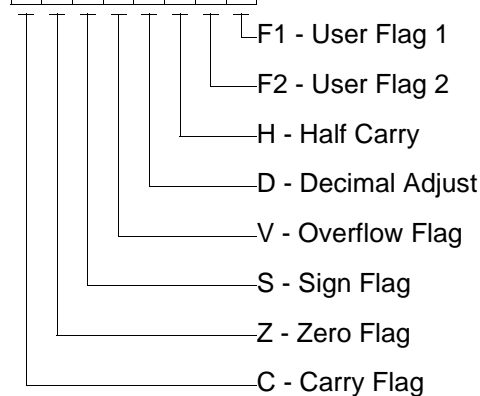 F1 - User Flag 1
F2 - User Flag 2
H - Half Carry
D - Decimal Adjust
V - Overflow Flag
S - Sign Flag
Z - Zero Flag
C - Carry Flag